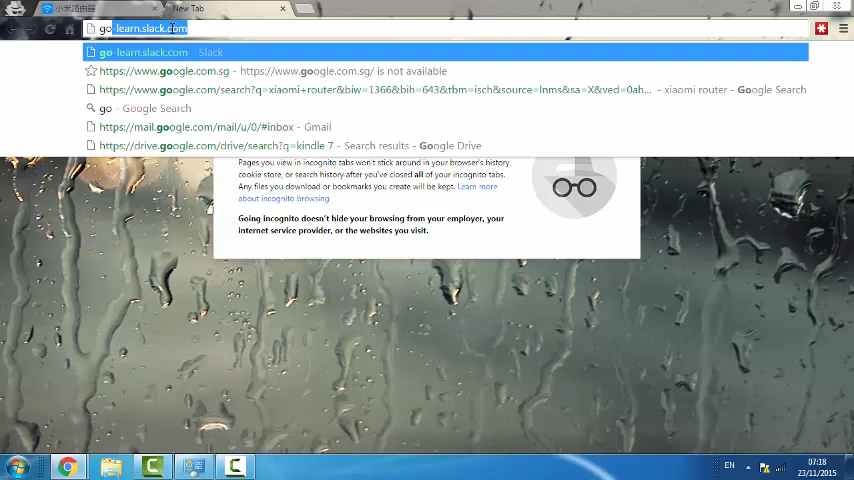 小米路由器
New Tab
go-learn.slack.com
go-learn.slack.com - Slack
https://www.google.com.sg - https://www.google.com.sg/ is not available
https://www.google.com/search?q=xiaomi+router&biw=1366&bih=643&tbm=isch&source=lnms&sa=X&ved=0ah... - xiaomi router - Google Search
go - Google Search
https://mail.google.com/mail/u/0/#inbox - Gmail
https://drive.google.com/drive/search?q=kindle 7 - Search results - Google Drive
Pages you view in incognito tabs won't stick around in your browser's history,
cookie store, or search history after you've closed all of your incognito tabs.
Any files you download or bookmarks you create will be kept. Learn more
about incognito browsing
Going incognito doesn't hide your browsing from your employer, your
internet service provider, or the websites you visit.
EN
07:18
23/11/2015